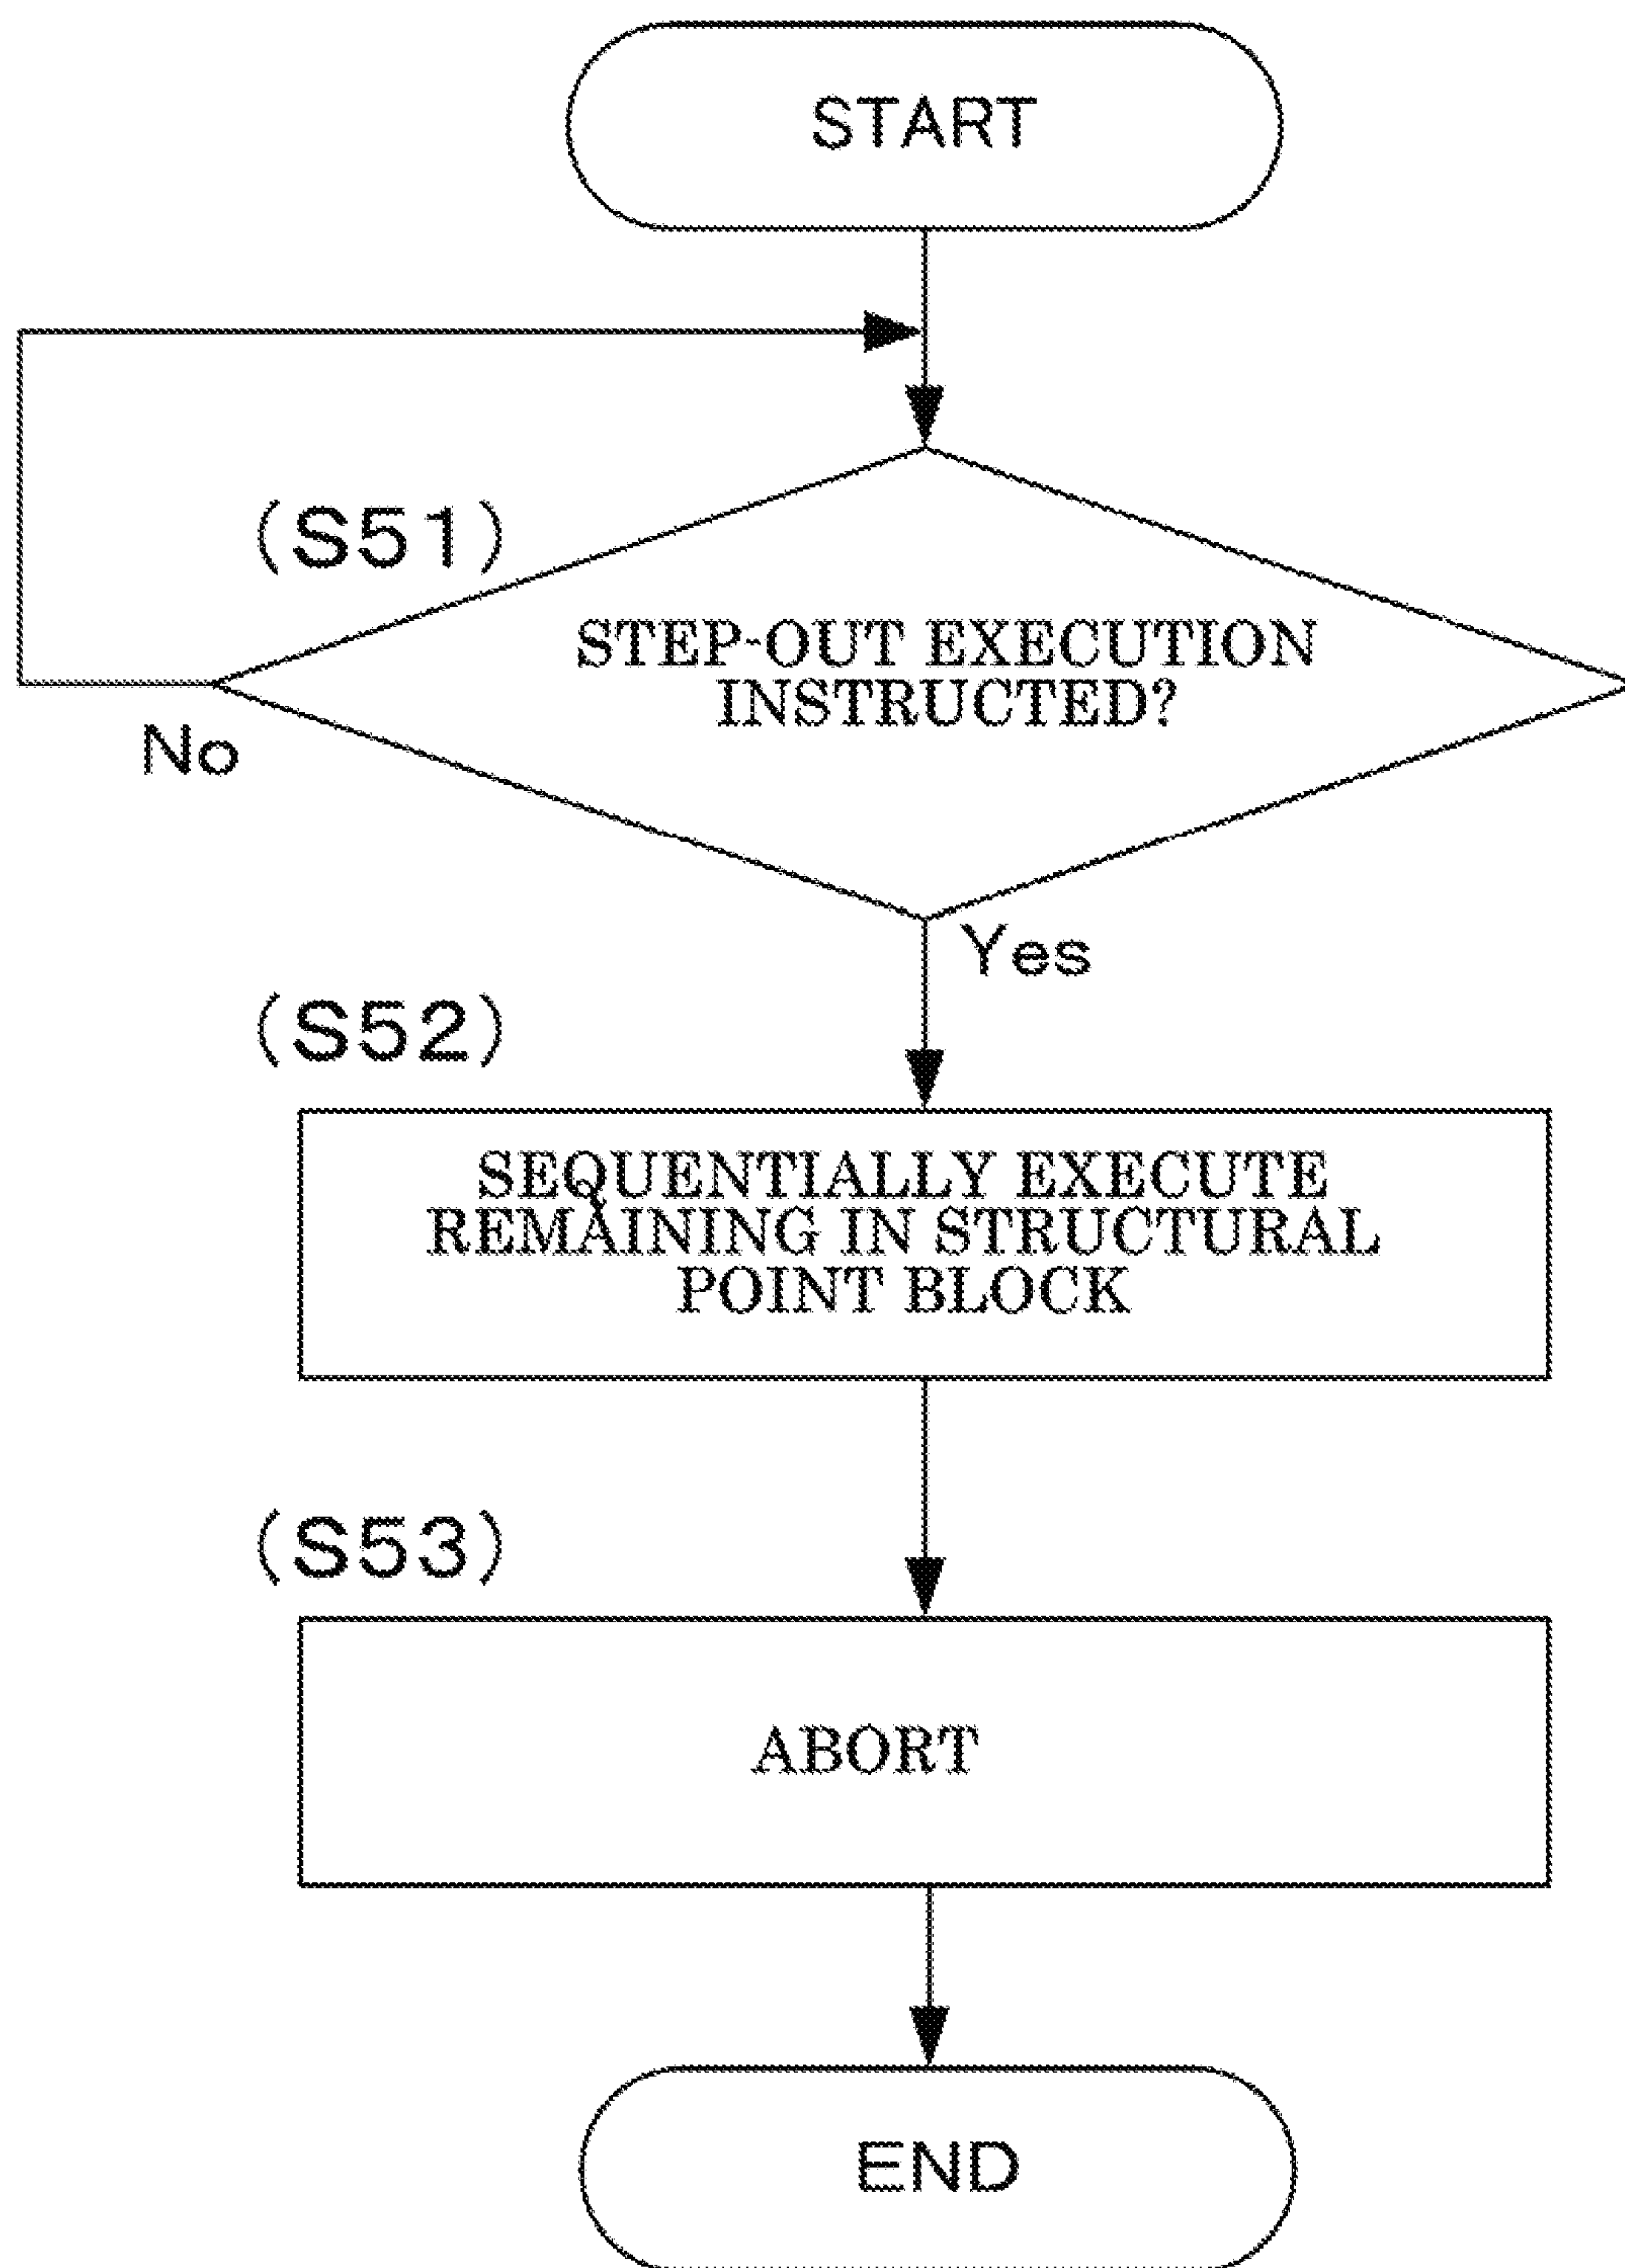 START
(S51)
STEP-OUT EXECUTION
INSTRUCTED?
No
Yes
(S52)
SEQUENTIALLY EXECUTE
REMAINING IN STRUCTURAL
POINT BLOCK
(S53)
ABORT
END